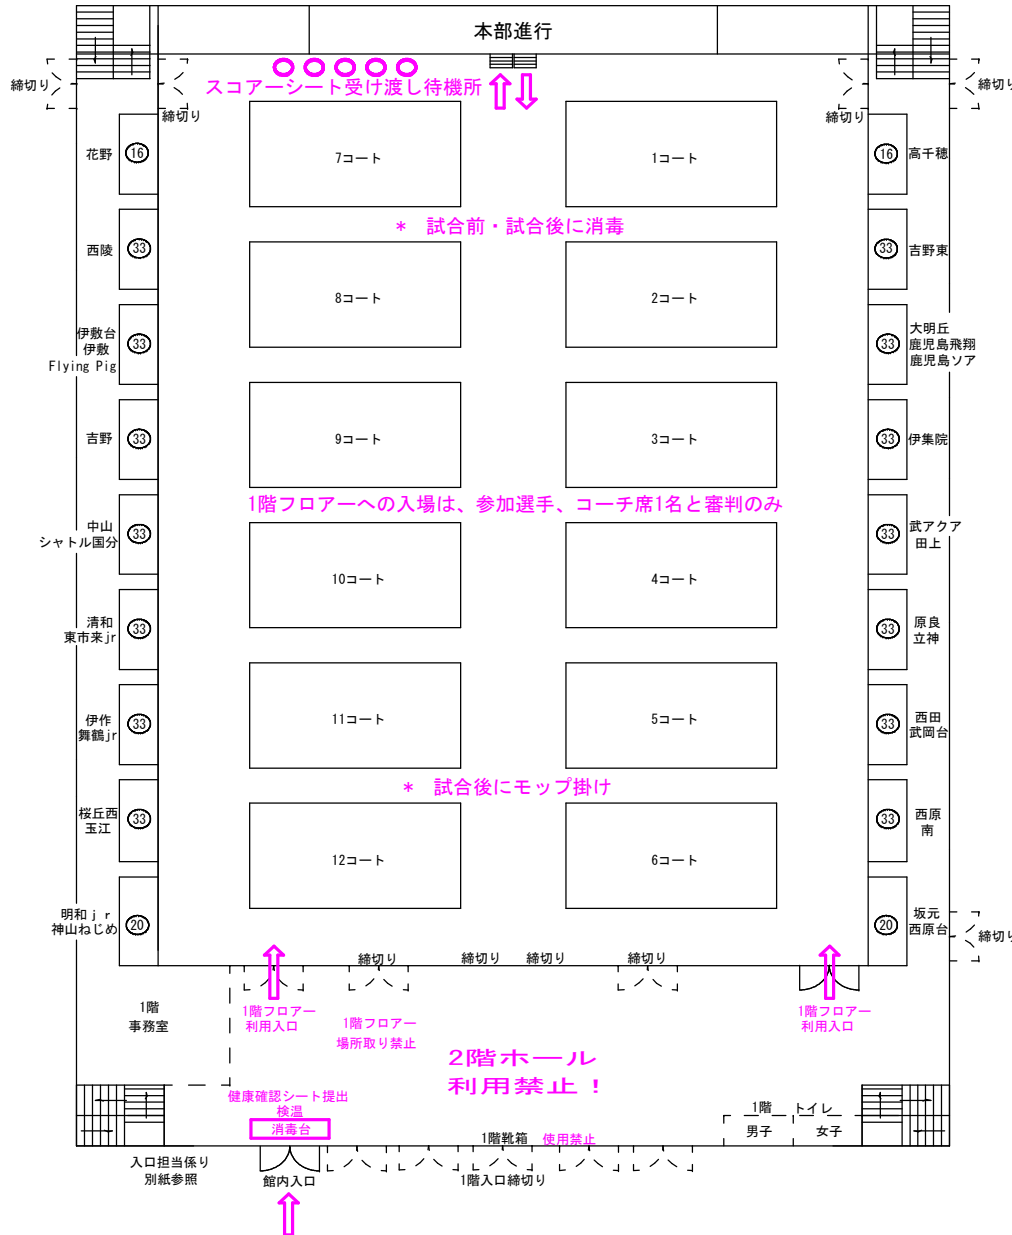 本部進行
スコアーシート受け渡し待機所
締切り
締切り
締切り
締切り
花野
16
7コート
1コート
16
高千穂
* 試合前・試合後に消毒
西陵
33
8コート
2コート
33
吉野東
伊敷台
伊敷
Flying Pig
33
33
大明丘
鹿児島飛翔
鹿児島ソア
吉野
33
9コート
3コート
33
伊集院
1階フロアーへの入場は、参加選手、コーチ席1名と審判のみ
中山
シャトル国分
33
10コート
4コート
33
武アクア
田上
清和
東市来jr
33
33
原良
立神
伊作
舞鶴jr
33
11コート
5コート
33
西田
武岡台
* 試合後にモップ掛け
桜丘西
玉江
33
12コート
6コート
33
西原
南
明和jr
神山ねじめ
20
20
坂元
西原台
締切り
締切り
締切り
締切り
締切り
1階
事務室
1階フロアー
利用入口
1階フロアー
場所取り禁止
1階フロアー
利用入口
2階ホール
利用禁止!
健康確認シート提出
検温
消毒台
1階靴箱 使用禁止
1階 トイレ
男子 女子
入口担当係り
別紙参照
館内入口
1階入口締切り